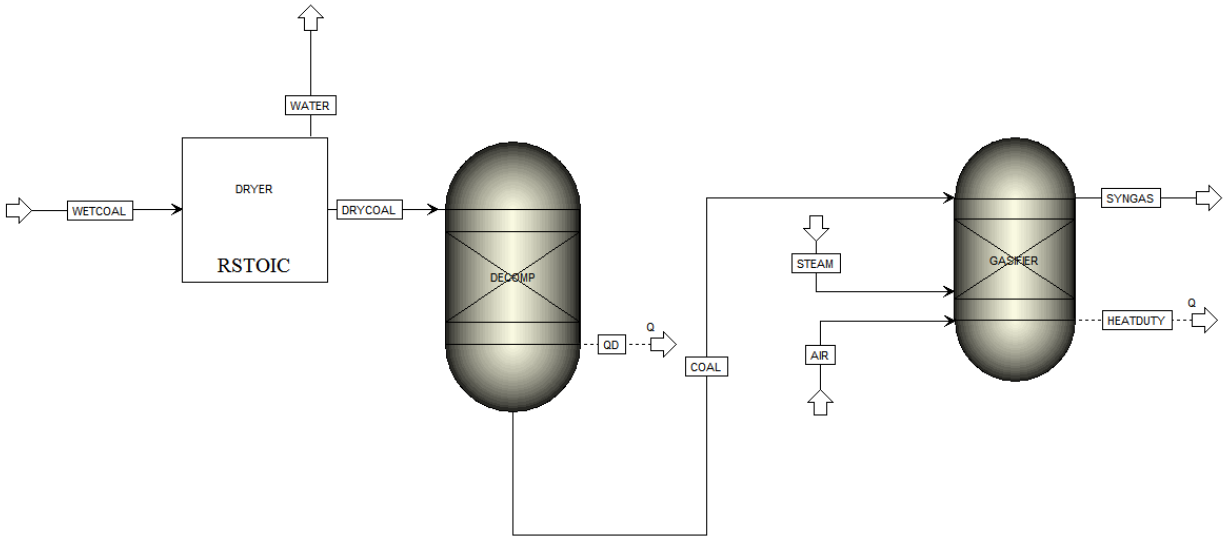 WATER
DRYER
WETCOAL
DRYCOAL
RSTOIC
DECOMP
Q
QD
COAL
STEAM
AIR
GASIFIER
SYNGAS
Q
HEATDUTY